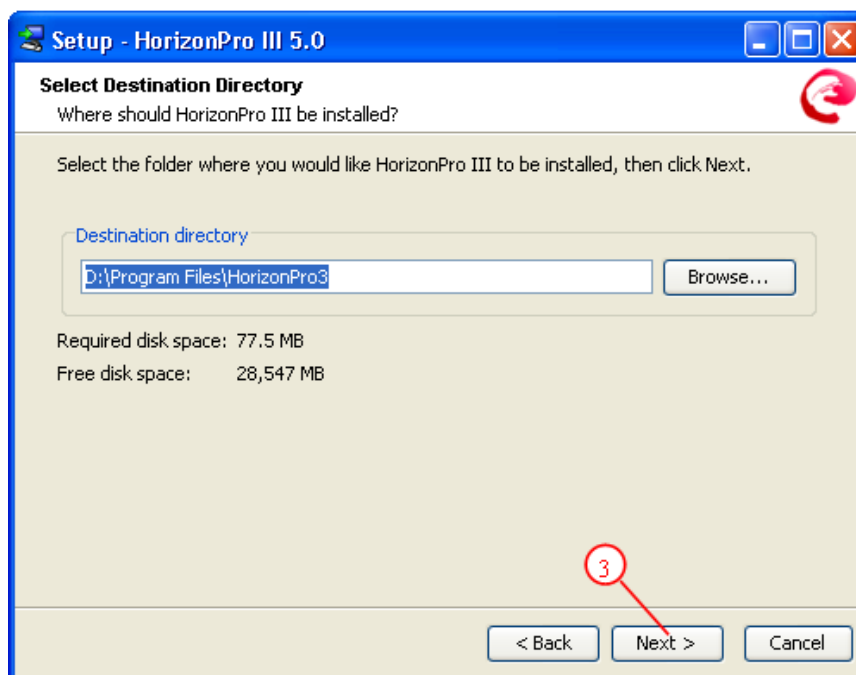 Setup - HorizonPro III 5.0
Select Destination Directory
Where should HorizonPro III be installed?
Select the folder where you would like HorizonPro III to be installed, then click Next.
Destination directory
D:\Program Files\HorizonPro3
Browse...
Required disk space: 77.5 MB
Free disk space: 28,547 MB
3
< Back
Next >
Cancel